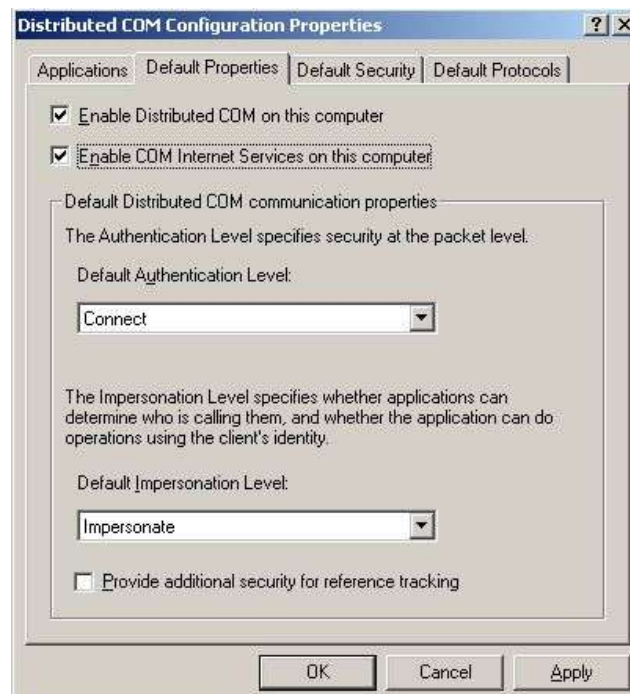 Distributed COM Configuration Properties
Applications Default Properties Default Security Default Protocols
Enable Distributed COM on this computer
Enable COM Internet Services on this computer
Default Distributed COM communication properties
The Authentication Level specifies security at the packet level.
Default Authentication Level:
Connect
The Impersonation Level specifies whether applications can
determine who is calling them, and whether the application can do
operations using the client's identity.
Default Impersonation Level:
Impersonate
Provide additional security for reference tracking
OK Cancel Apply